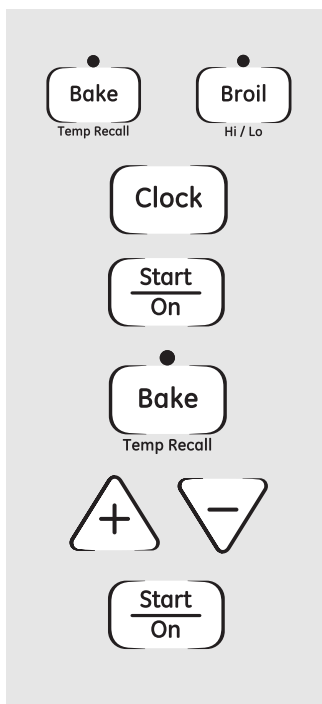 Bake Broil
Temp Recall Hi / Lo
Clock
Start
On
Bake
Temp Recall
+ −
Start
On